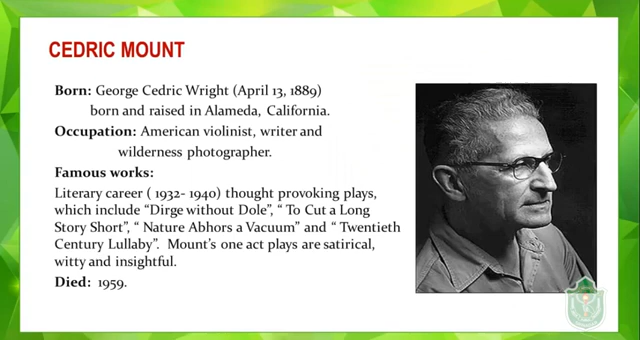 CEDRIC MOUNT
Born: George Cedric Wright (April 13, 1889)
born and raised in Alameda, California.
Occupation: American violinist, writer and
wilderness photographer.
Famous works:
Literary career ( 1932- 1940) thought provoking plays,
which include “Dirge without Dole”, “ To Cut a Long
Story Short”, “ Nature Abhors a Vacuum” and “ Twentieth
Century Lullaby”. Mount’s one act plays are satirical,
witty and insightful.
Died: 1959.